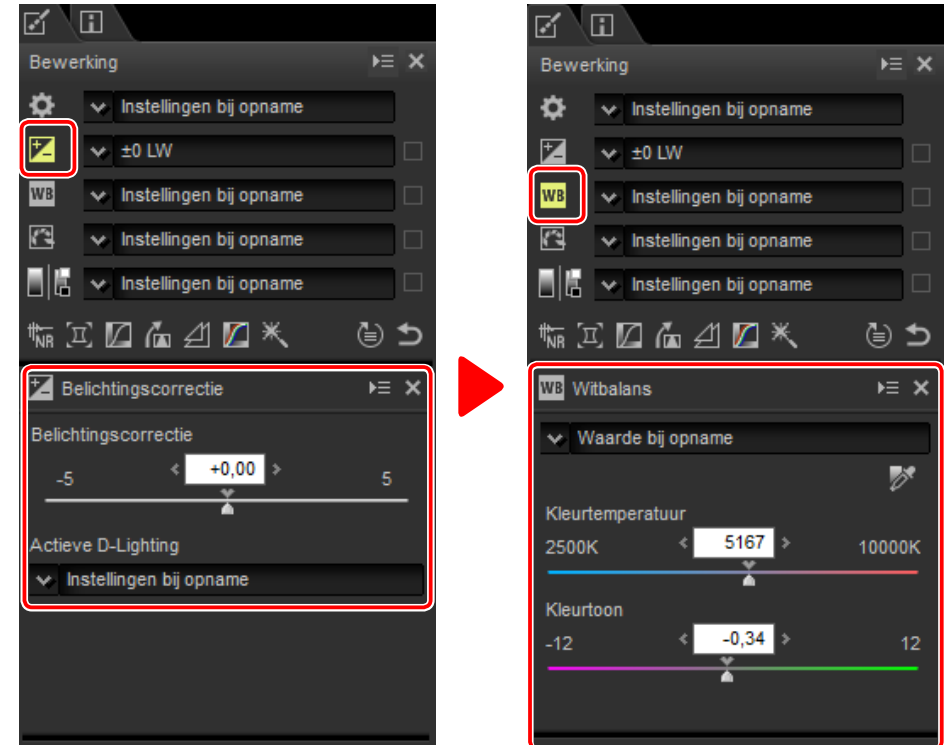 Bewerking
Instellingen bij opname
±0 LW
WB
Instellingen bij opname
Instellingen bij opname
Instellingen bij opname
NR
Belichtingscorrectie
Belichtingscorrectie
-5
+0,00
5
Actieve D-Lighting
Instellingen bij opname
Bewerking
Instellingen bij opname
±0 LW
WB
Instellingen bij opname
Instellingen bij opname
Instellingen bij opname
NR
WB Witbalans
Waarde bij opname
Kleurtemperatuur
2500K
5167
10000K
Kleurtoon
-12
-0,34
12